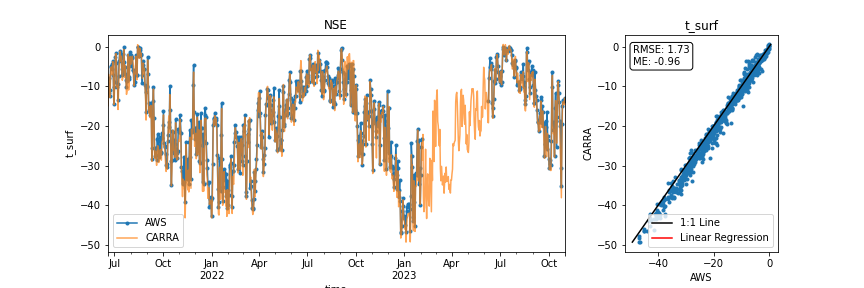 NSE
t_surf
0
−10
−20
−30
−40
−50
AWS
CARRA
Jul
Oct
Jan
2022
Apr
Jul
Oct
Jan
2023
Apr
Jul
Oct
t_surf
RMSE: 1.73
ME: -0.96
CARRA
0
−10
−20
−30
−40
−50
1:1 Line
Linear Regression
−40
−20
0
AWS